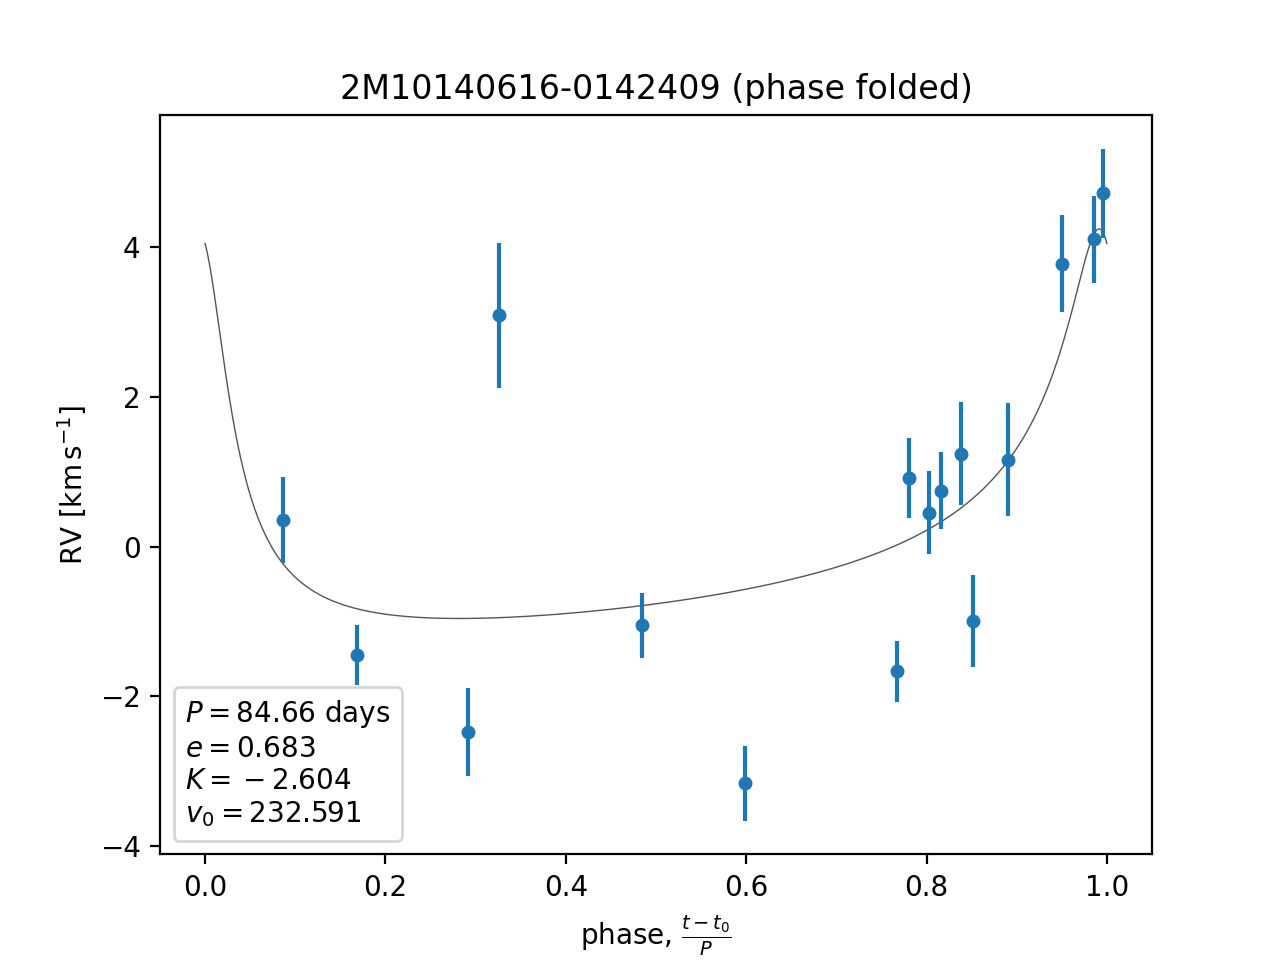 2M10140616-0142409 (phase folded)
RV [km s⁻¹]
4
2
0
−2
−4
P = 84.66 days
e = 0.683
K = −2.604
v₀ = 232.591
0.0 0.2 0.4 0.6 0.8 1.0
phase, (t − t₀)/P